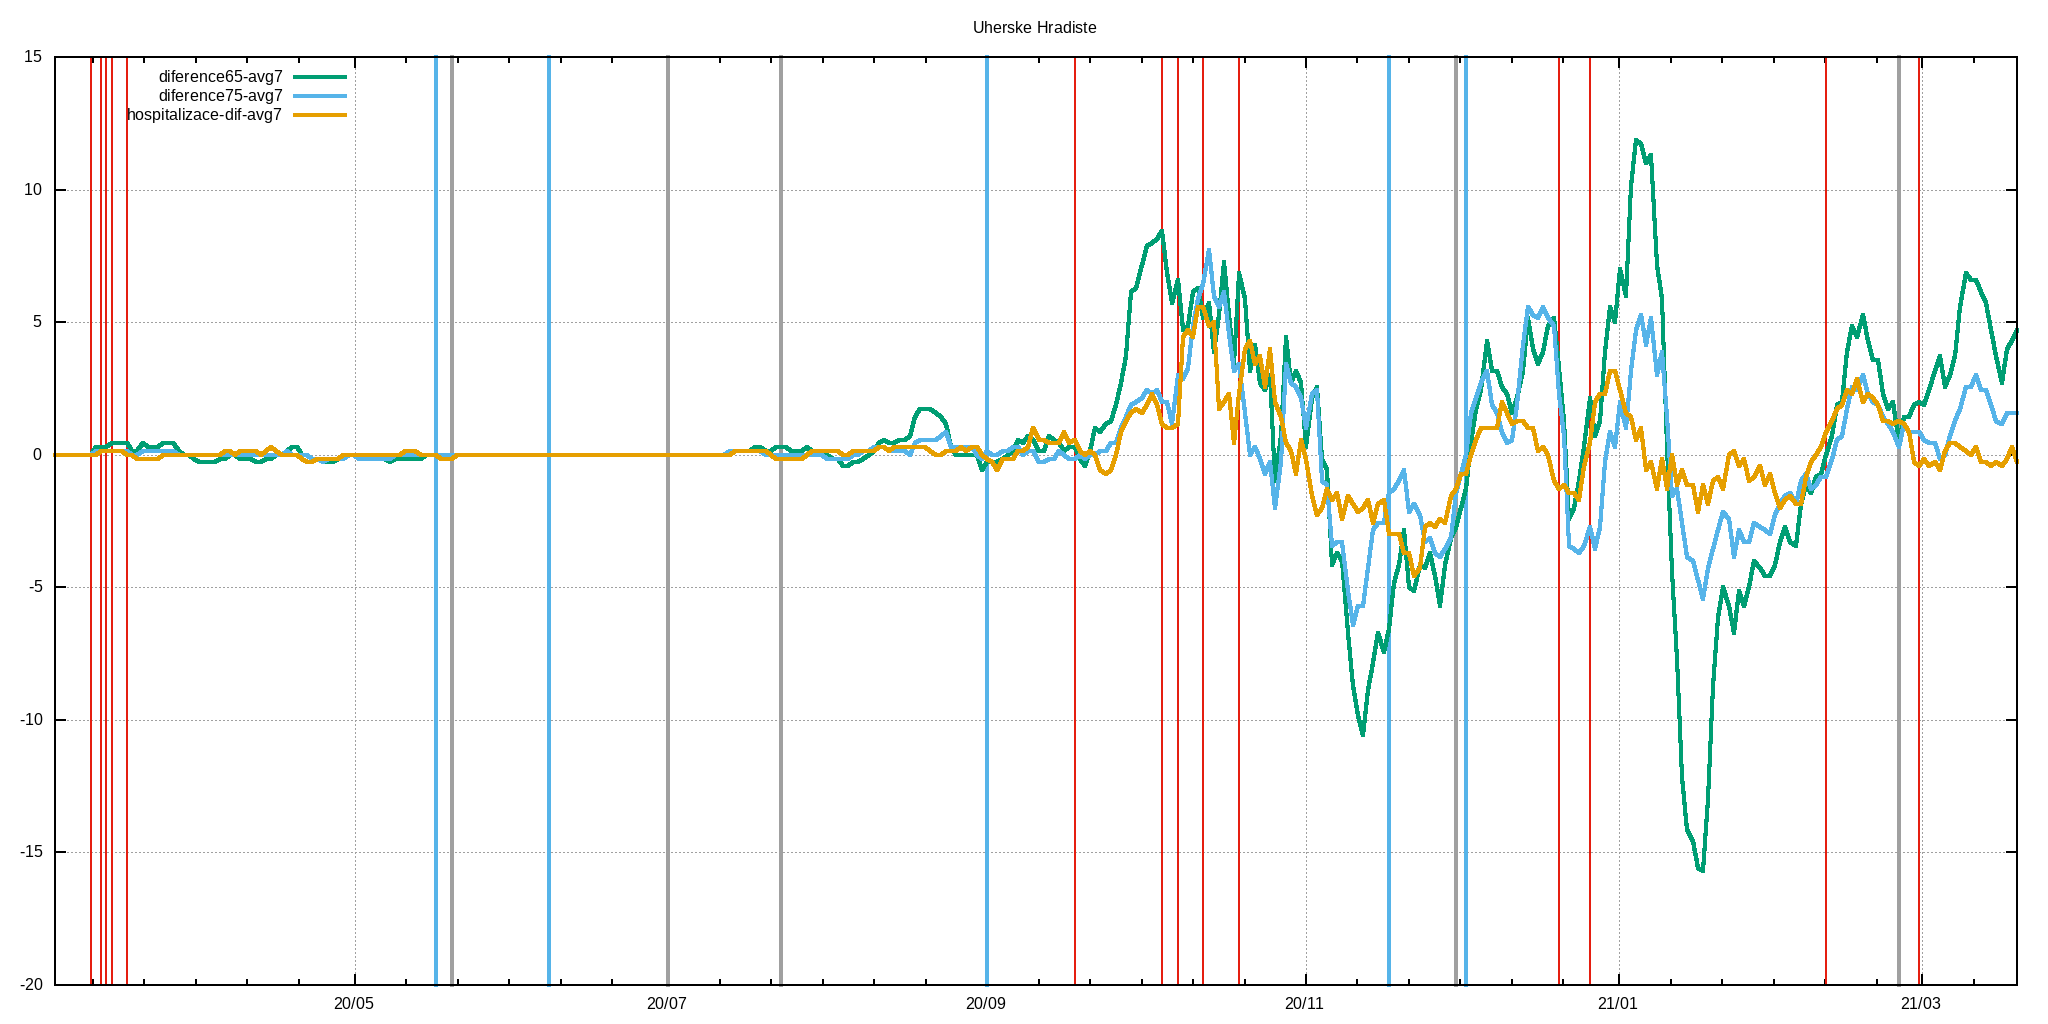 Uherske Hradiste
15
diference65-avg7
diference75-avg7
hospitalizace-dif-avg7
10
5
0
-5
-10
-15
-20
20/05 20/07 20/09 20/11 21/01 21/03